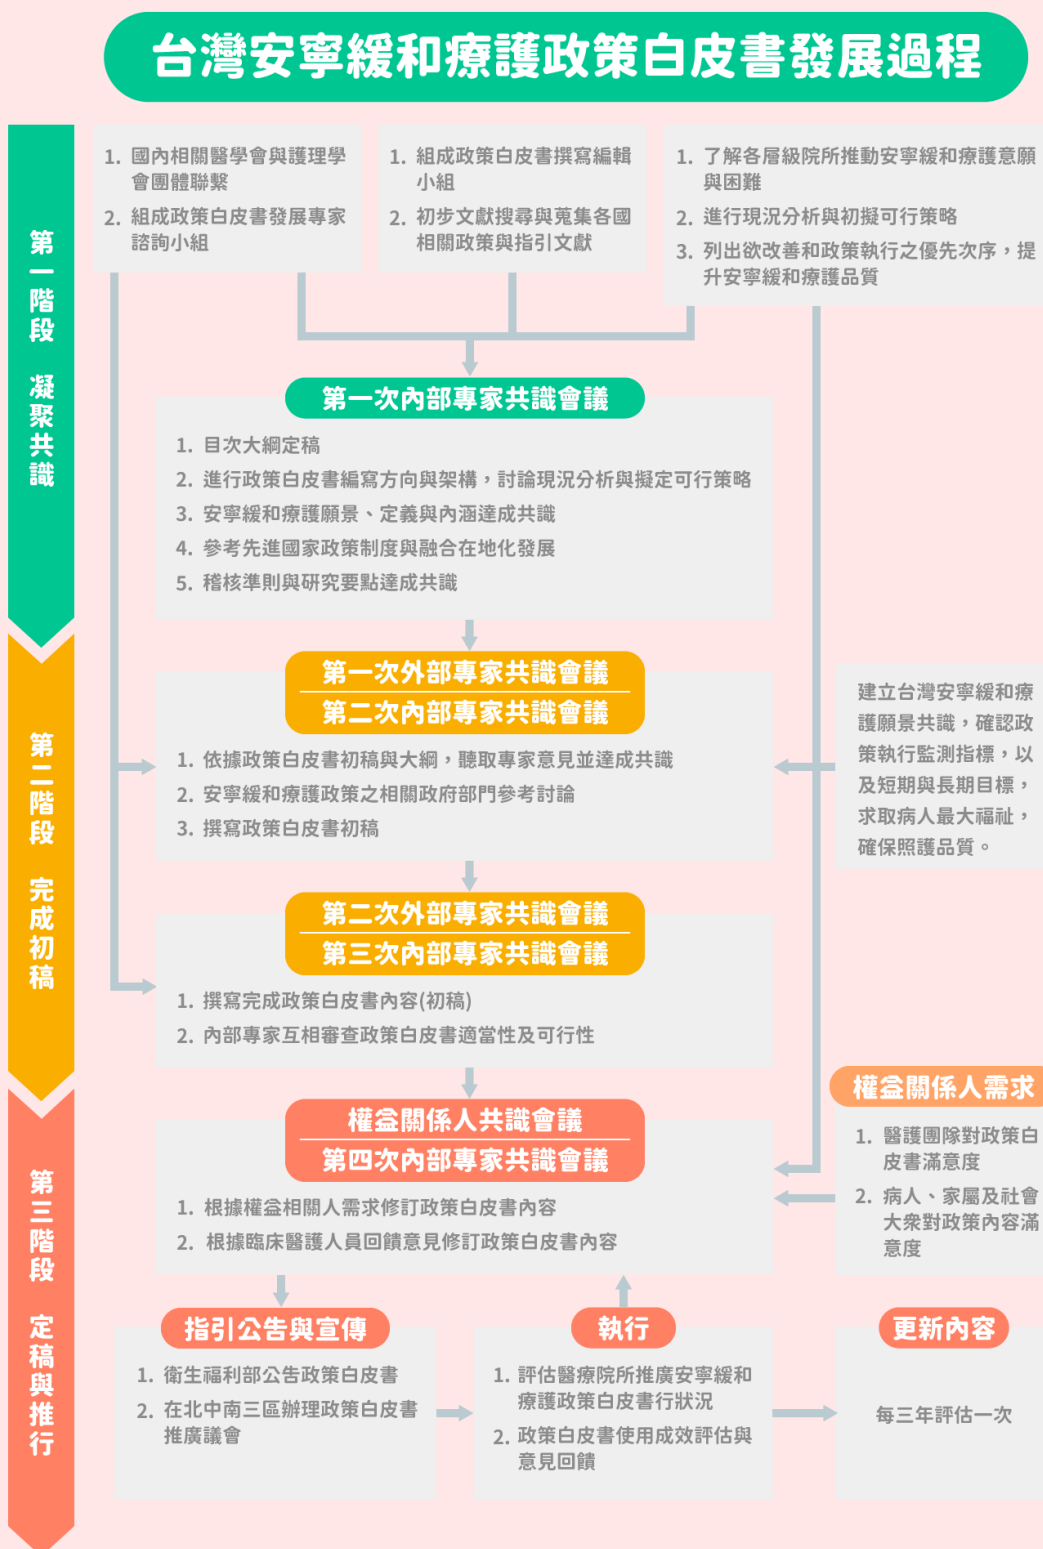 台灣安寧緩和療護政策白皮書發展過程
第一階段 凝聚共識
1. 國內相關醫學會與護理學
會團體聯繫
2. 組成政策白皮書發展專家
諮詢小組
1. 組成政策白皮書撰寫編輯
小組
2. 初步文獻搜尋與蒐集各國
相關政策與指引文獻
1. 了解各層級院所推動安寧緩和療護意願
與困難
2. 進行現況分析與初擬可行策略
3. 列出欲改善和政策執行之優先次序，提
升安寧緩和療護品質
第一次內部專家共識會議
1. 目次大綱定稿
2. 進行政策白皮書編寫方向與架構，討論現況分析與擬定可行策略
3. 安寧緩和療護願景、定義與內涵達成共識
4. 參考先進國家政策制度與融合在地化發展
5. 稽核準則與研究要點達成共識
第二階段 完成初稿
第一次外部專家共識會議
第二次內部專家共識會議
1. 依據政策白皮書初稿與大綱，聽取專家意見並達成共識
2. 安寧緩和療護政策之相關政府部門參考討論
3. 撰寫政策白皮書初稿
建立台灣安寧緩和療
護願景共識，確認政
策執行監測指標，以
及短期與長期目標，
求取病人最大福祉，
確保照護品質。
第二次外部專家共識會議
第三次內部專家共識會議
1. 撰寫完成政策白皮書內容(初稿)
2. 內部專家互相審查政策白皮書適當性及可行性
第三階段 定稿與推行
權益關係人共識會議
第四次內部專家共識會議
1. 根據權益相關人需求修訂政策白皮書內容
2. 根據臨床醫護人員回饋意見修訂政策白皮書內容
權益關係人需求
1. 醫護團隊對政策白
皮書滿意度
2. 病人、家屬及社會
大眾對政策內容滿
意度
指引公告與宣傳
1. 衛生福利部公告政策白皮書
2. 在北中南三區辦理政策白皮書
推廣議會
執行
1. 評估醫療院所推廣安寧緩和
療護政策白皮書行狀況
2. 政策白皮書使用成效評估與
意見回饋
更新內容
每三年評估一次